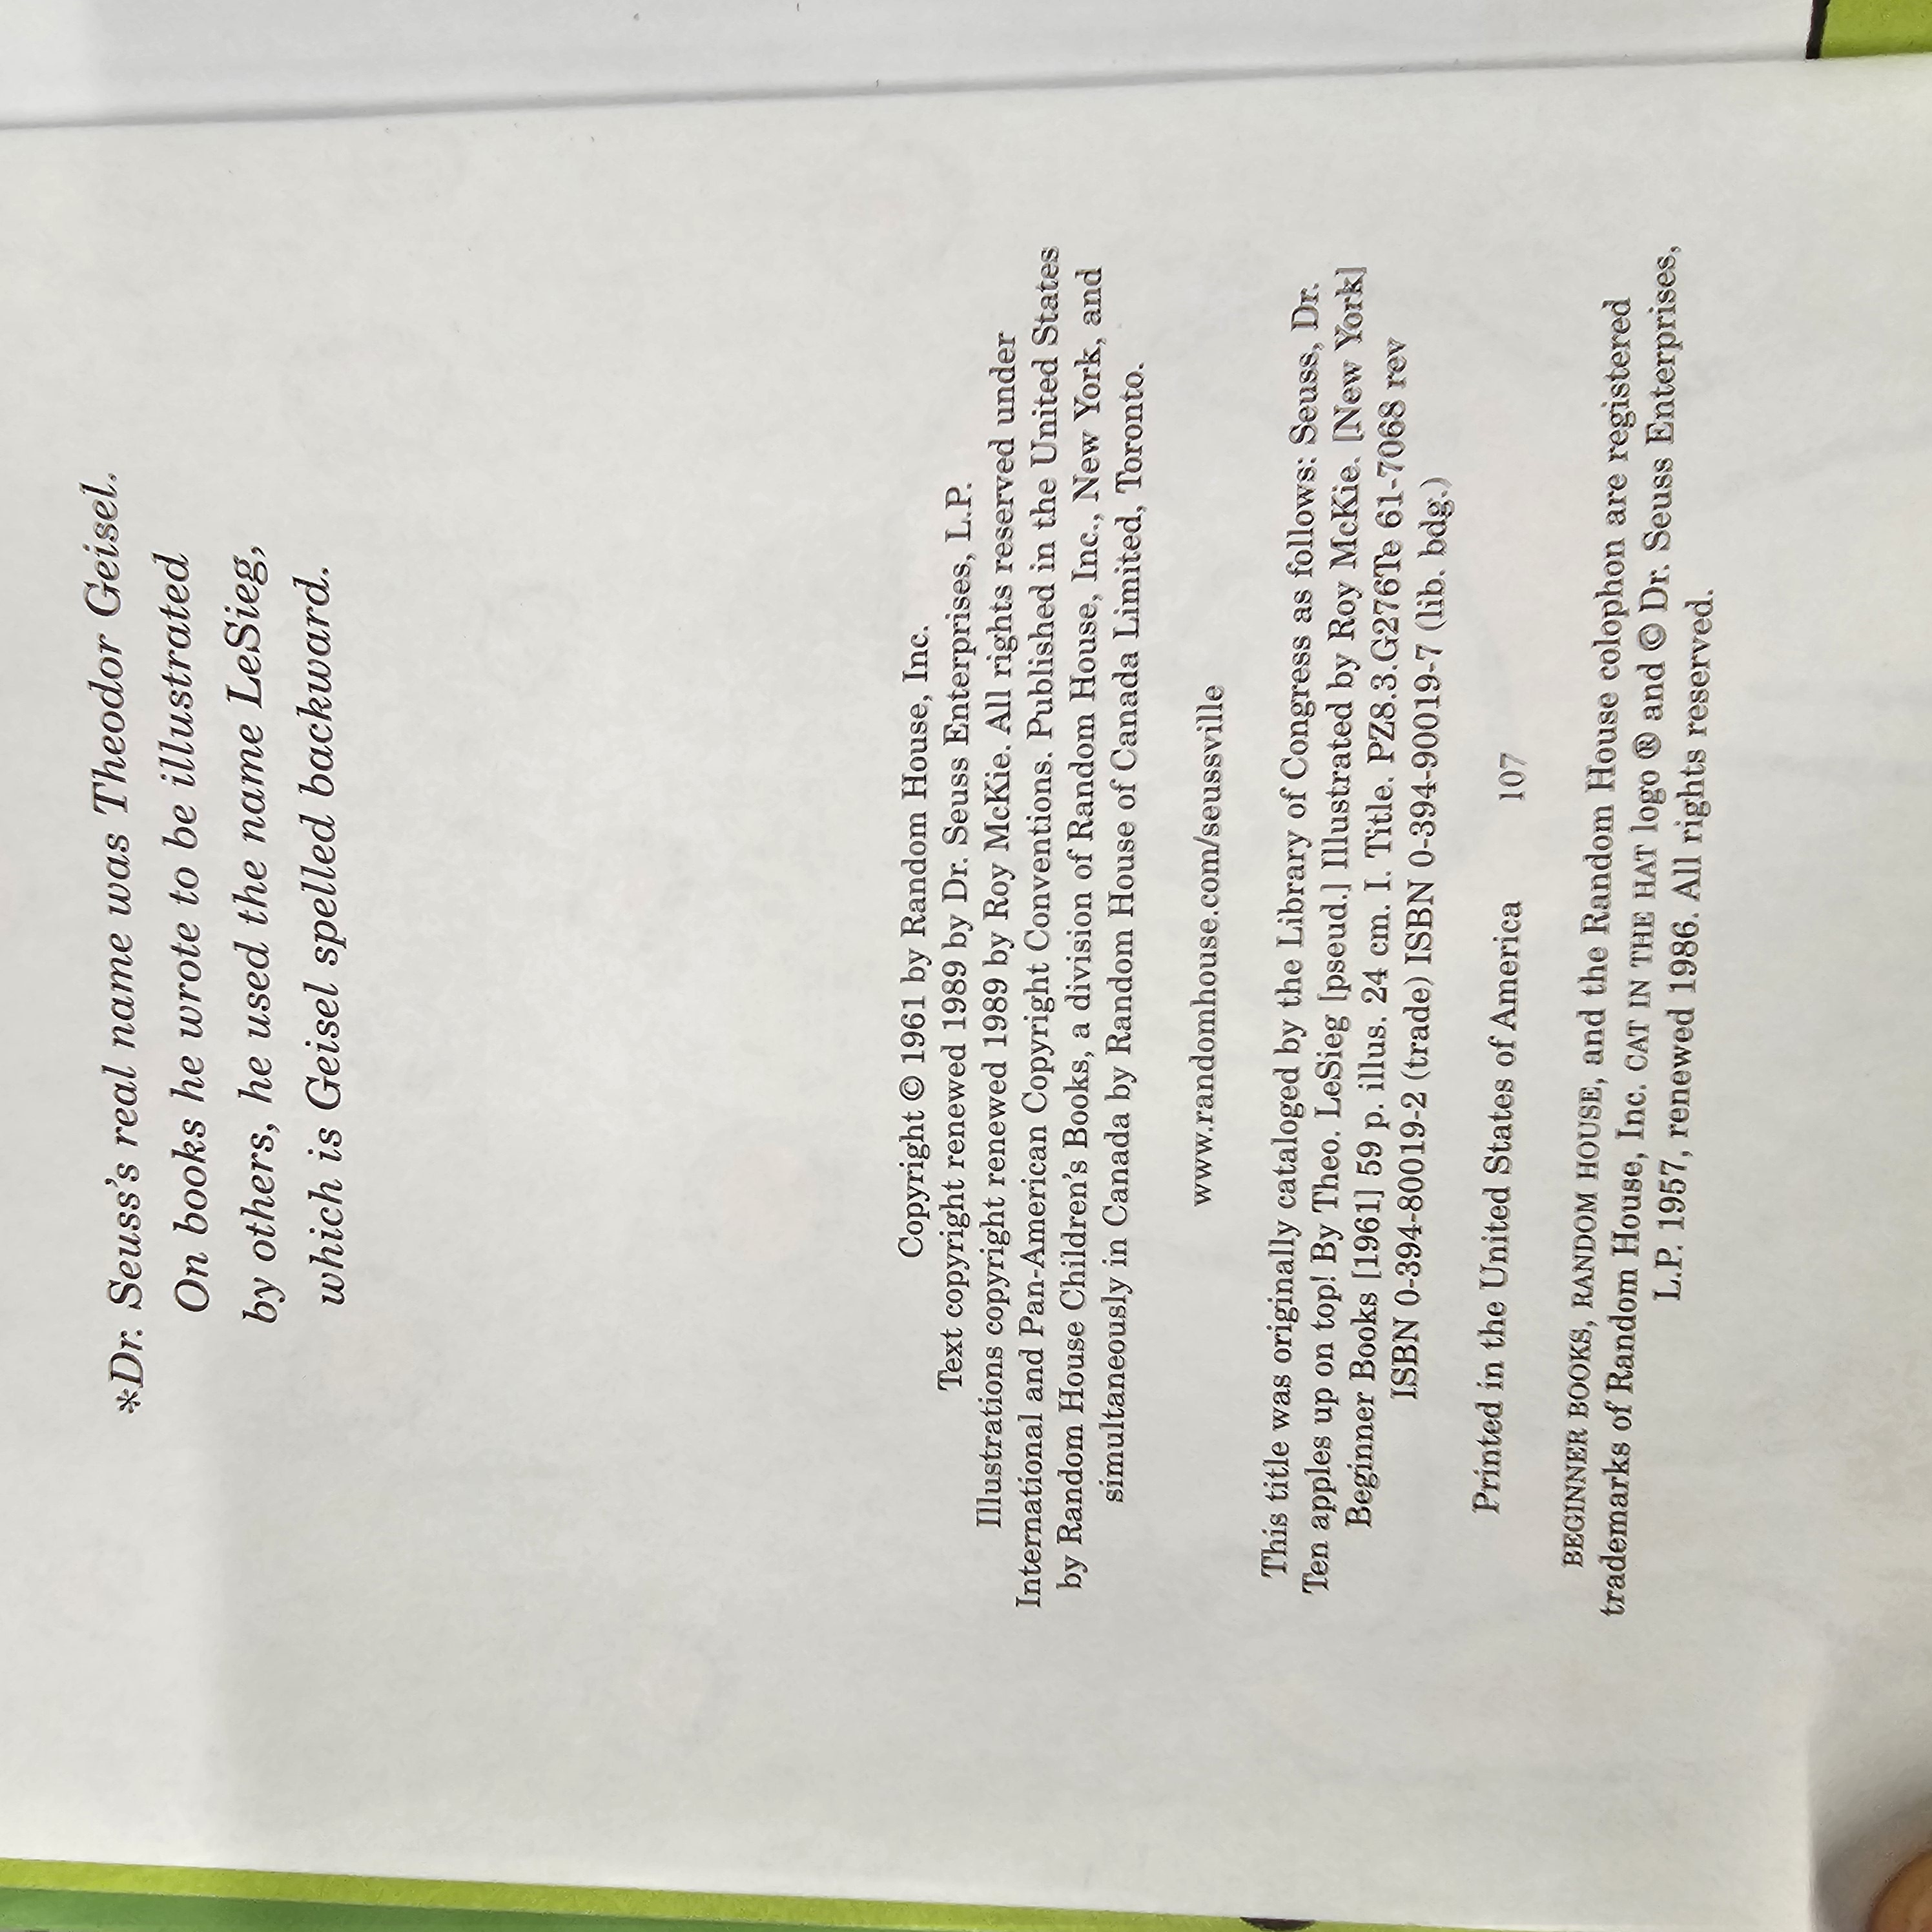 *Dr. Seuss's real name was Theodor Geisel.
On books he wrote to be illustrated
by others, he used the name LeSieg,
which is Geisel spelled backward.
Copyright © 1961 by Random House, Inc.
Text copyright renewed 1989 by Dr. Seuss Enterprises, L.P.
Illustrations copyright renewed 1989 by Roy McKie. All rights reserved under
International and Pan-American Copyright Conventions. Published in the United States
by Random House Children's Books, a division of Random House, Inc., New York, and
simultaneously in Canada by Random House of Canada Limited, Toronto.
www.randomhouse.com/seussville
This title was originally cataloged by the Library of Congress as follows: Seuss, Dr.
Ten apples up on top! By Theo. LeSieg [pseud.] Illustrated by Roy McKie. [New York]
Beginner Books [1961] 59 p. illus. 24 cm. I. Title. PZ8.3.G276Te 61-7068 rev
ISBN 0-394-80019-2 (trade) ISBN 0-394-90019-7 (lib. bdg.)
Printed in the United States of America 107
BEGINNER BOOKS, RANDOM HOUSE, and the Random House colophon are registered
trademarks of Random House, Inc. CAT IN THE HAT logo ® and © Dr. Seuss Enterprises,
L.P. 1957, renewed 1986. All rights reserved.